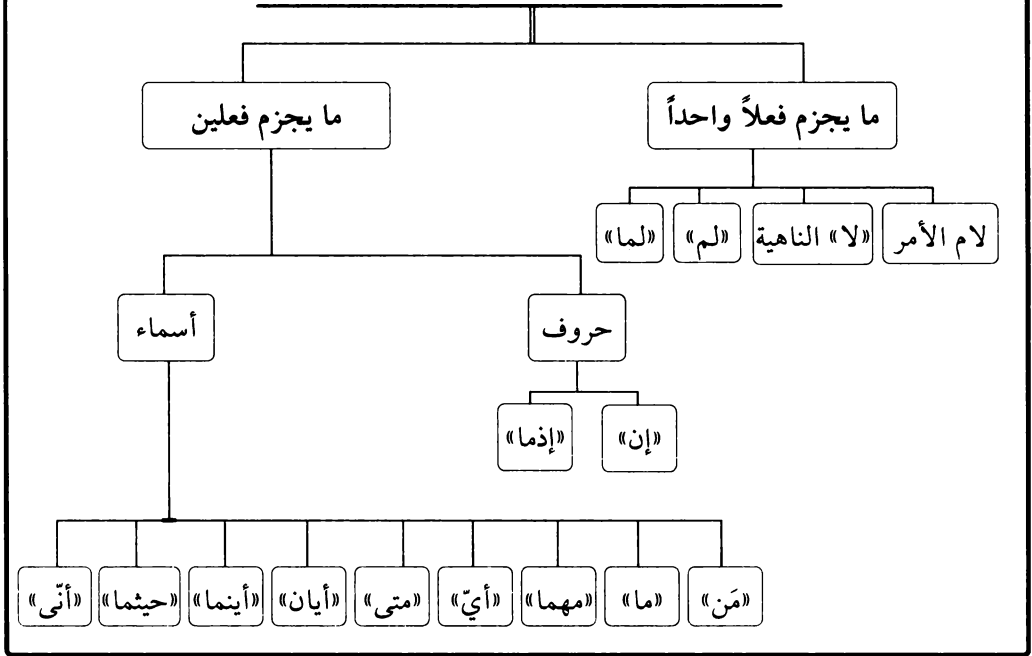 ما يجزم فعلاً واحداً
ما يجزم فعلين
لام الأمر
«لا» الناهية
«لم»
«لما»
حروف
أسماء
«إن»
«إذما»
«مَن»
«ما»
«مهما»
«أيّ»
«متى»
«أيان»
«أينما»
«حيثما»
«أنّى»